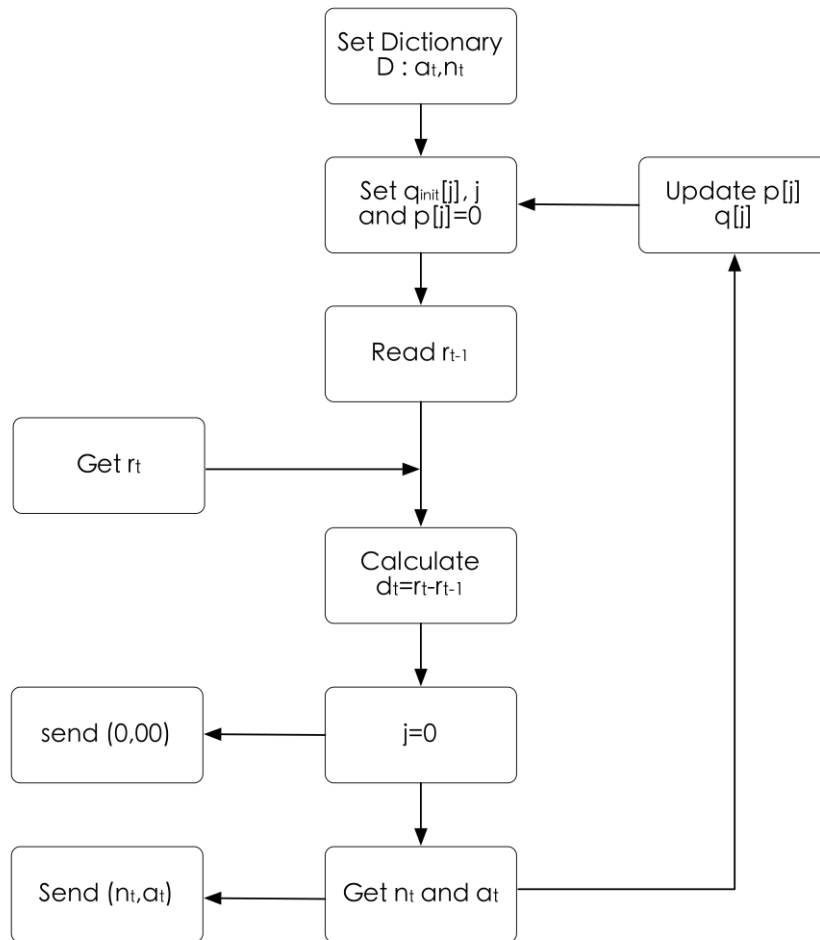 Set Dictionary
D : aₜ,nₜ
Set qᵢₙᵢₜ[j], j
and p[j]=0
Update p[j]
q[j]
Read rₜ₋₁
Get rₜ
Calculate
dₜ=rₜ-rₜ₋₁
send (0,00)
j=0
Send (nₜ,aₜ)
Get nₜ and aₜ